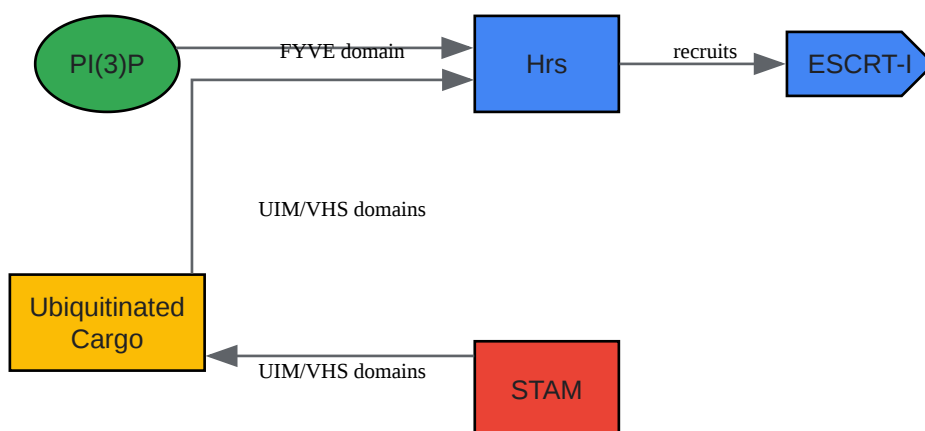 PI(3)P
FYVE domain
Hrs
recruits
ESCRT-I
UIM/VHS domains
Ubiquitinated
Cargo
UIM/VHS domains
STAM